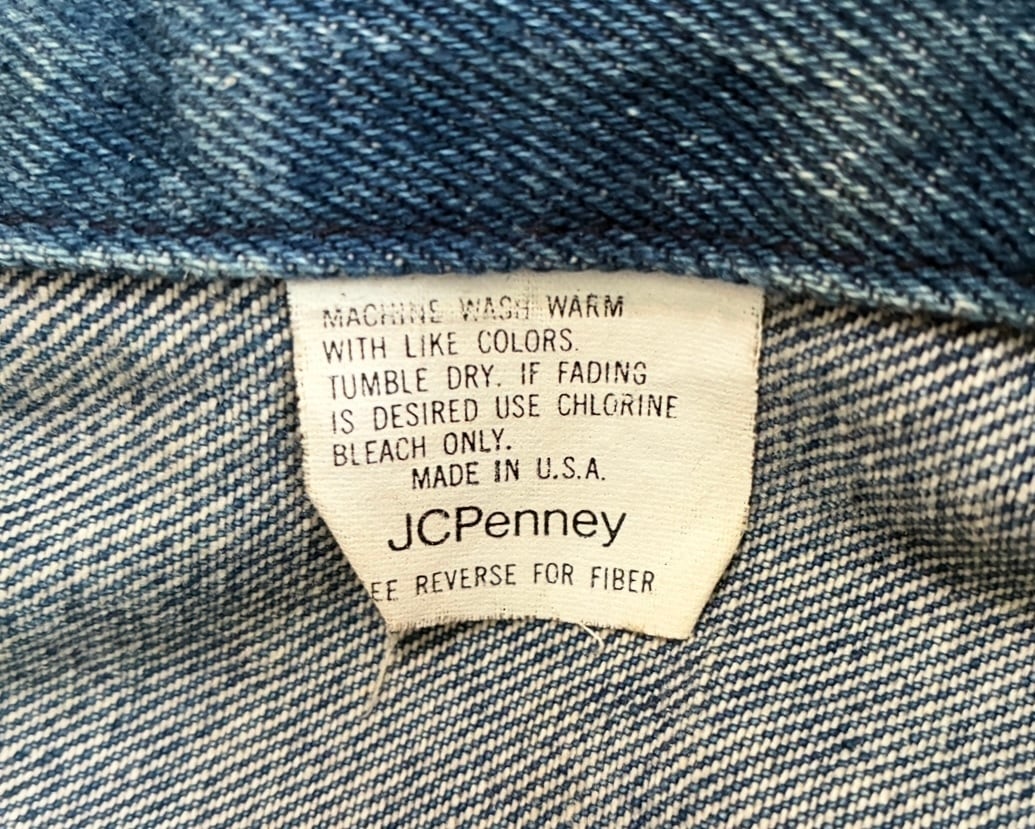 MACHINE WASH WARM
WITH LIKE COLORS.
TUMBLE DRY. IF FADING
IS DESIRED USE CHLORINE
BLEACH ONLY.
MADE IN U.S.A.
JCPenney
EE REVERSE FOR FIBER